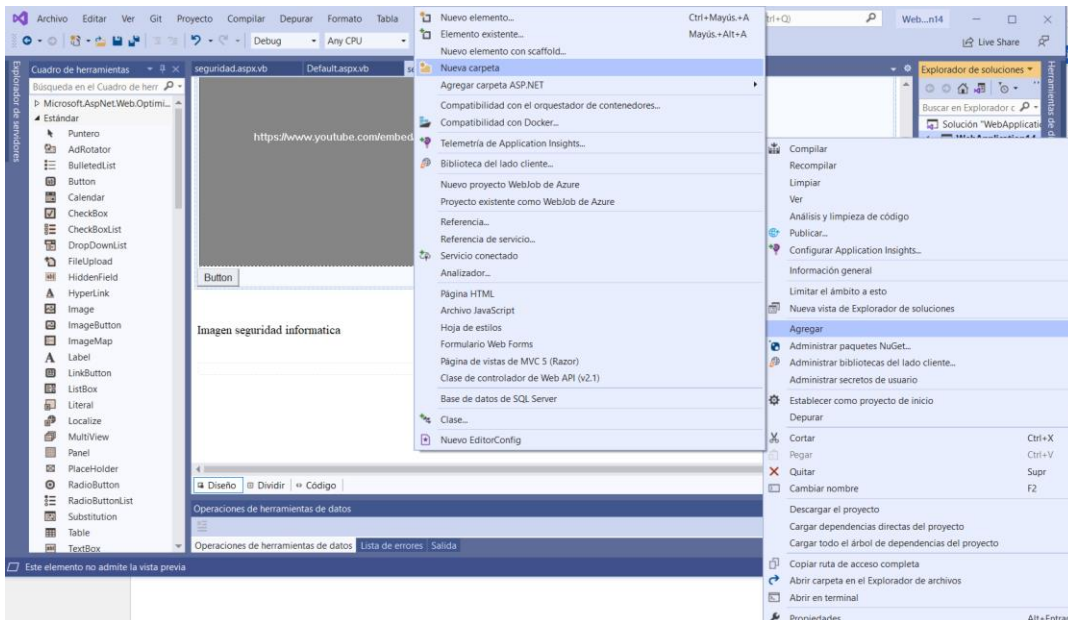 Archivo Editar Ver Git Proyecto Compilar Depurar Formato Tabla
Web...n14
Debug Any CPU
Live Share
Explorador de servidores
Cuadro de herramientas
Búsqueda en el Cuadro de herr
Microsoft.AspNet.Web.Optimi...
Estándar
Puntero
AdRotator
BulletedList
Button
Calendar
CheckBox
CheckBoxList
DropDownList
FileUpload
HiddenField
HyperLink
Image
ImageButton
ImageMap
Label
LinkButton
ListBox
Literal
Localize
MultiView
Panel
PlaceHolder
RadioButton
RadioButtonList
Substitution
Table
TextBox
seguridad.aspx.vb Default.aspx.vb
https://www.youtube.com/embed
Button
Imagen seguridad informatica
Diseño Dividir Código
Operaciones de herramientas de datos
Operaciones de herramientas de datos Lista de errores Salida
Este elemento no admite la vista previa
Nuevo elemento... Ctrl+Mayús.+A
Elemento existente... Mayús.+Alt+A
Nuevo elemento con scaffold...
Nueva carpeta
Agregar carpeta ASP.NET
Compatibilidad con el orquestador de contenedores...
Compatibilidad con Docker...
Telemetría de Application Insights...
Biblioteca del lado cliente...
Nuevo proyecto WebJob de Azure
Proyecto existente como WebJob de Azure
Referencia...
Referencia de servicio...
Servicio conectado
Analizador...
Página HTML
Archivo JavaScript
Hoja de estilos
Formulario Web Forms
Página de vistas de MVC 5 (Razor)
Clase de controlador de Web API (v2.1)
Base de datos de SQL Server
Clase...
Nuevo EditorConfig
Explorador de soluciones
Buscar en Explorador c
Solución "WebApplicati
Compilar
Recompilar
Limpiar
Ver
Análisis y limpieza de código
Publicar...
Configurar Application Insights...
Información general
Limitar el ámbito a esto
Nueva vista de Explorador de soluciones
Agregar
Administrar paquetes NuGet...
Administrar bibliotecas del lado cliente...
Administrar secretos de usuario
Establecer como proyecto de inicio
Depurar
Cortar Ctrl+X
Pegar Ctrl+V
Quitar Supr
Cambiar nombre F2
Descargar el proyecto
Cargar dependencias directas del proyecto
Cargar todo el árbol de dependencias del proyecto
Copiar ruta de acceso completa
Abrir carpeta en el Explorador de archivos
Abrir en terminal
Propiedades Alt+Entrar